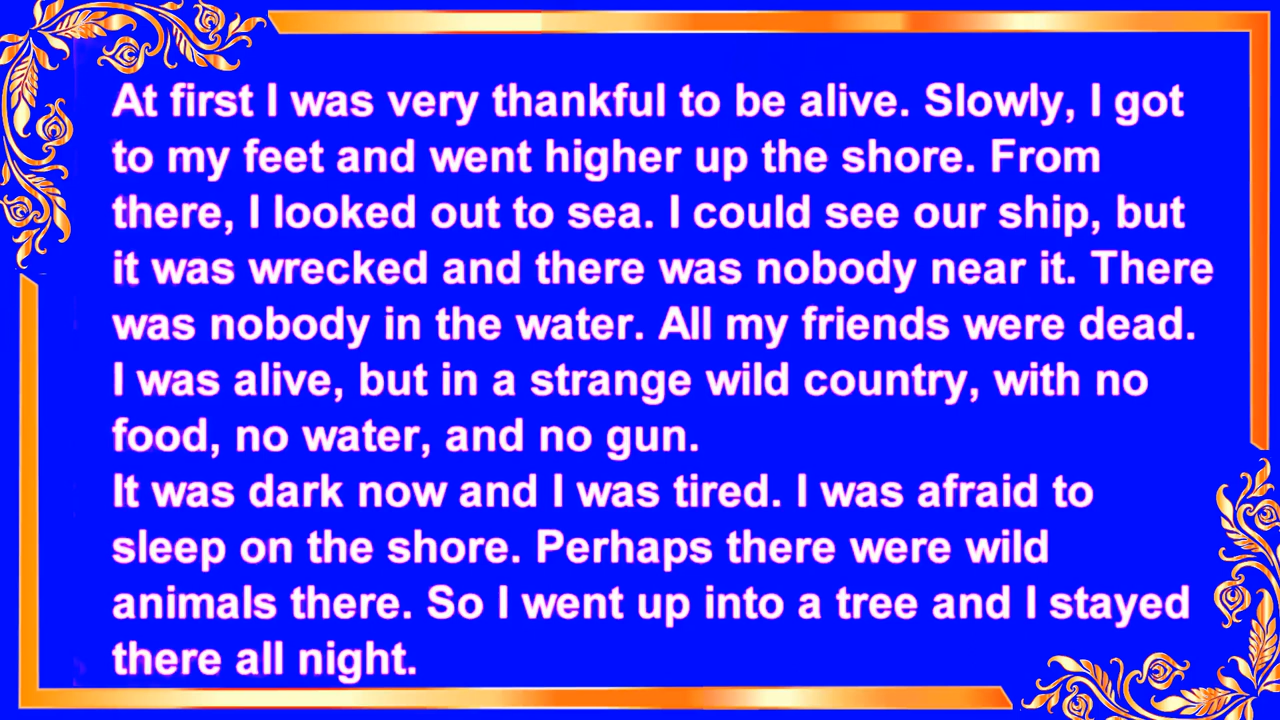 At first I was very thankful to be alive. Slowly, I got
to my feet and went higher up the shore. From
there, I looked out to sea. I could see our ship, but
it was wrecked and there was nobody near it. There
was nobody in the water. All my friends were dead.
I was alive, but in a strange wild country, with no
food, no water, and no gun.
It was dark now and I was tired. I was afraid to
sleep on the shore. Perhaps there were wild
animals there. So I went up into a tree and I stayed
there all night.